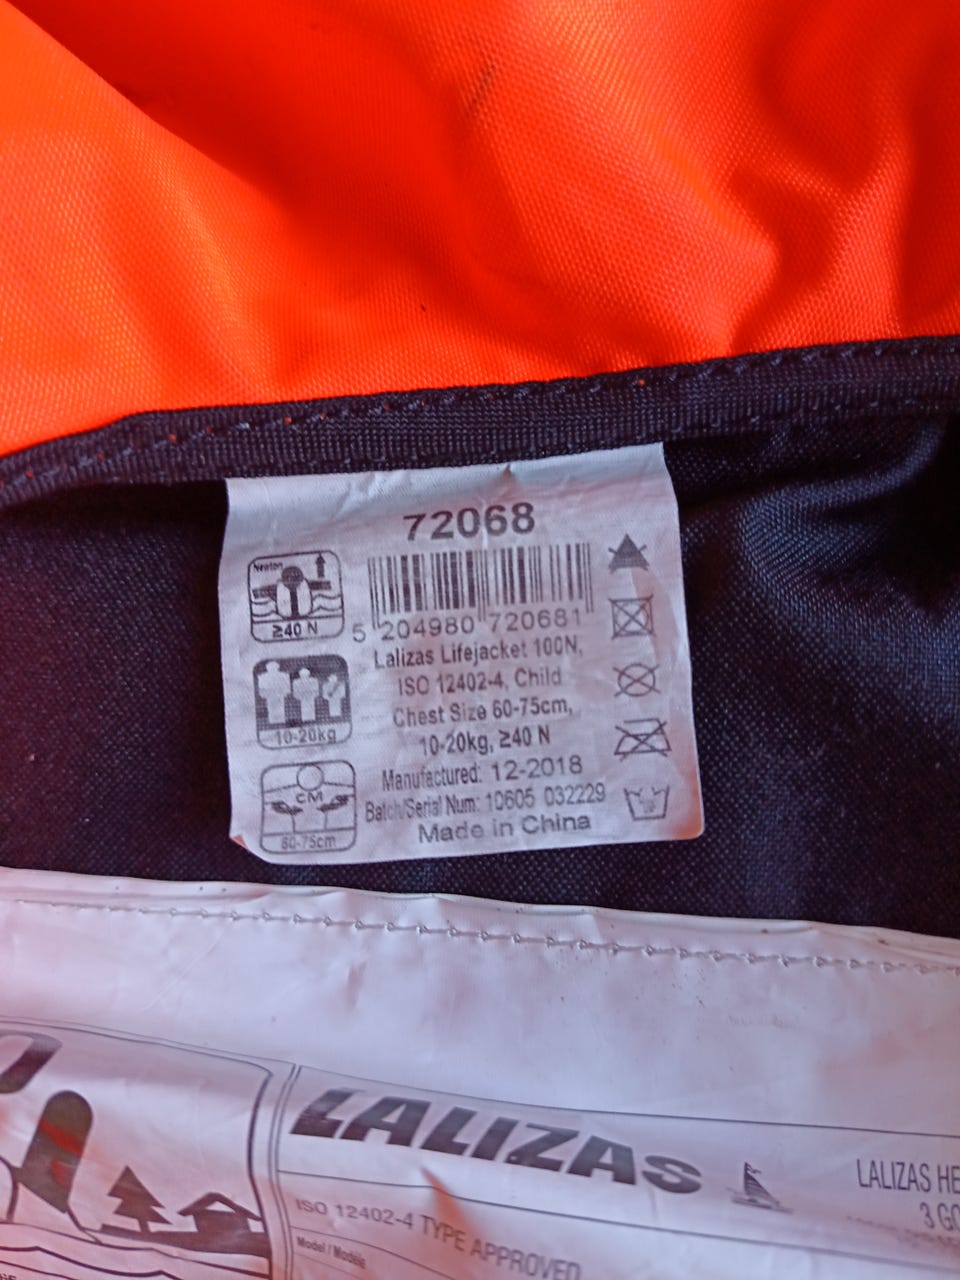 72068
Newton
≥40 N
5 204980 720681
Lalizas Lifejacket 100N,
ISO 12402-4, Child
10-20kg
Chest Size 60-75cm,
10-20kg, ≥40 N
CM
60-75cm
Manufactured: 12-2018
Batch/Serial Num: 10605 032229
Made in China
LALIZAS
LALIZAS HE
3 GO
ISO 12402-4 TYPE APPROVED
Model / Modèle